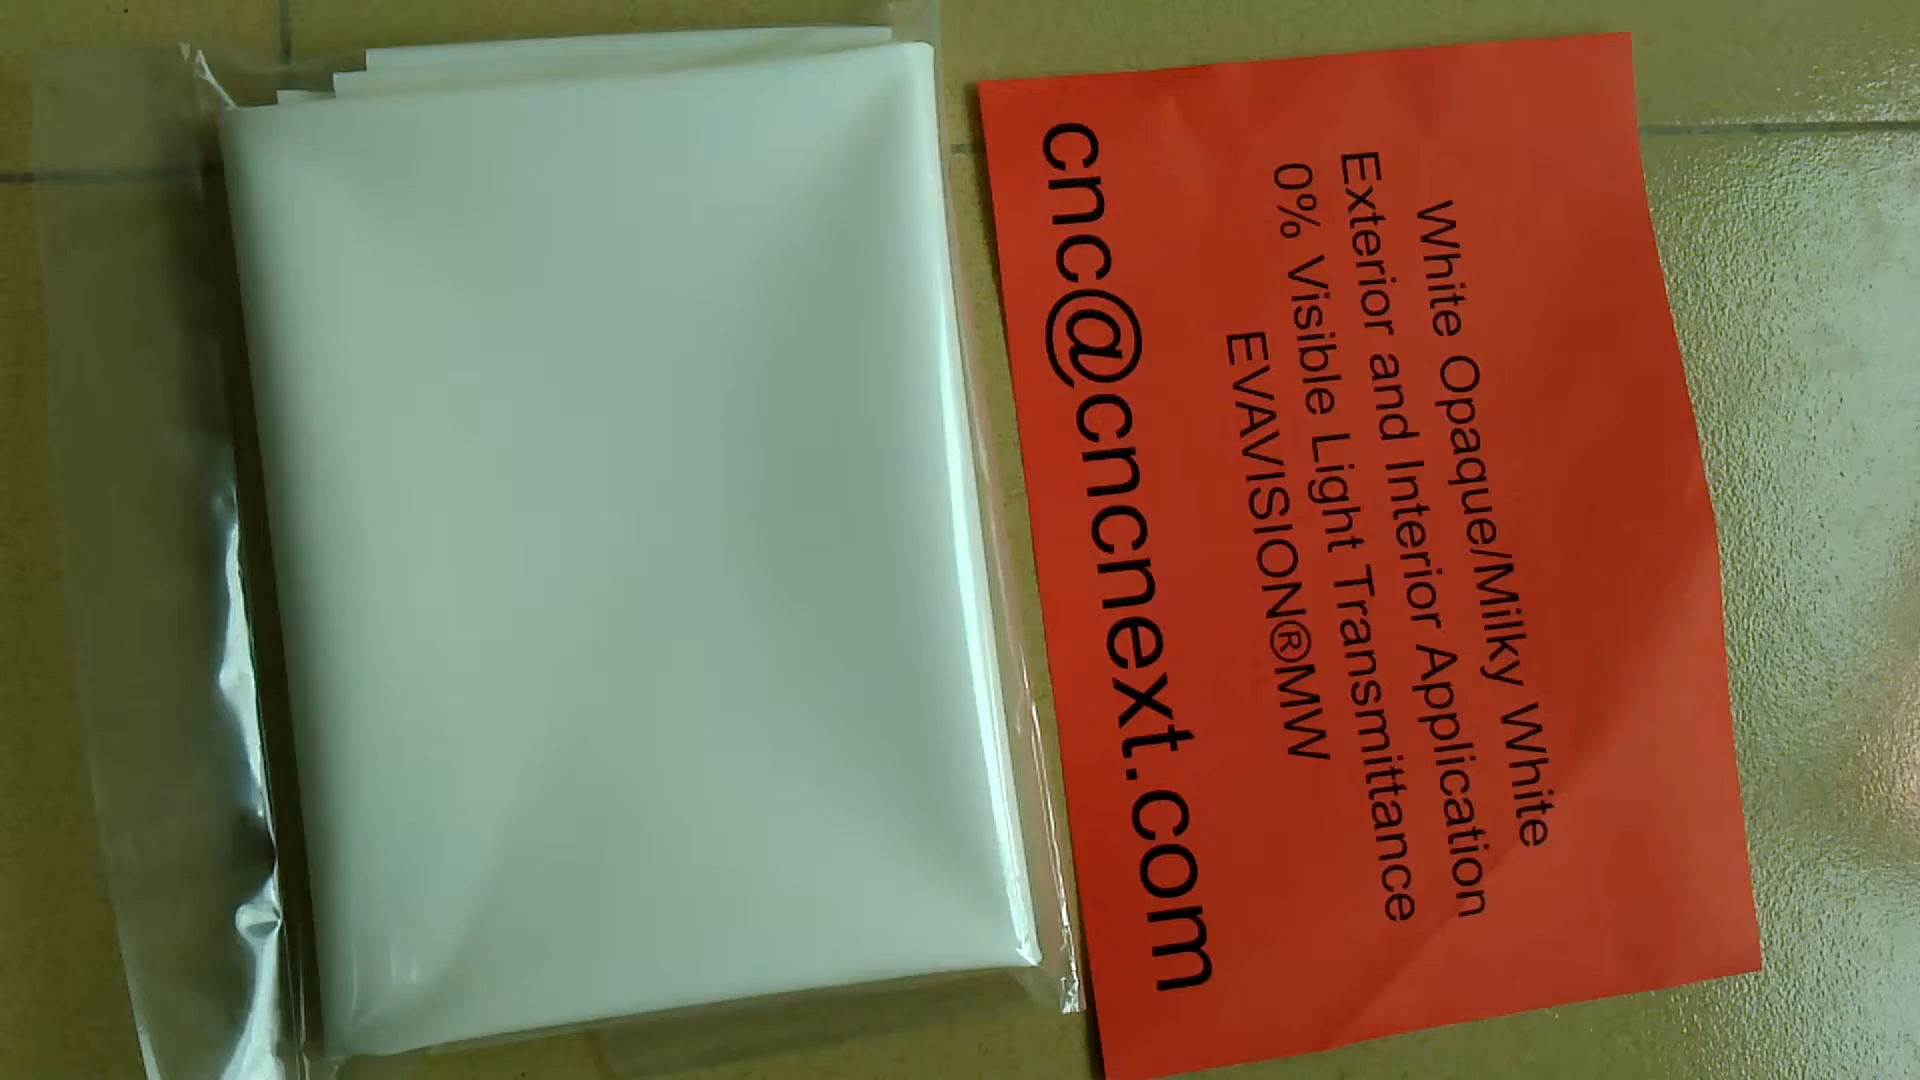 White Opaque/Milky White
Exterior and Interior Application
0% Visible Light Transmittance
EVAVISION®MW
cnc@cncnext.com